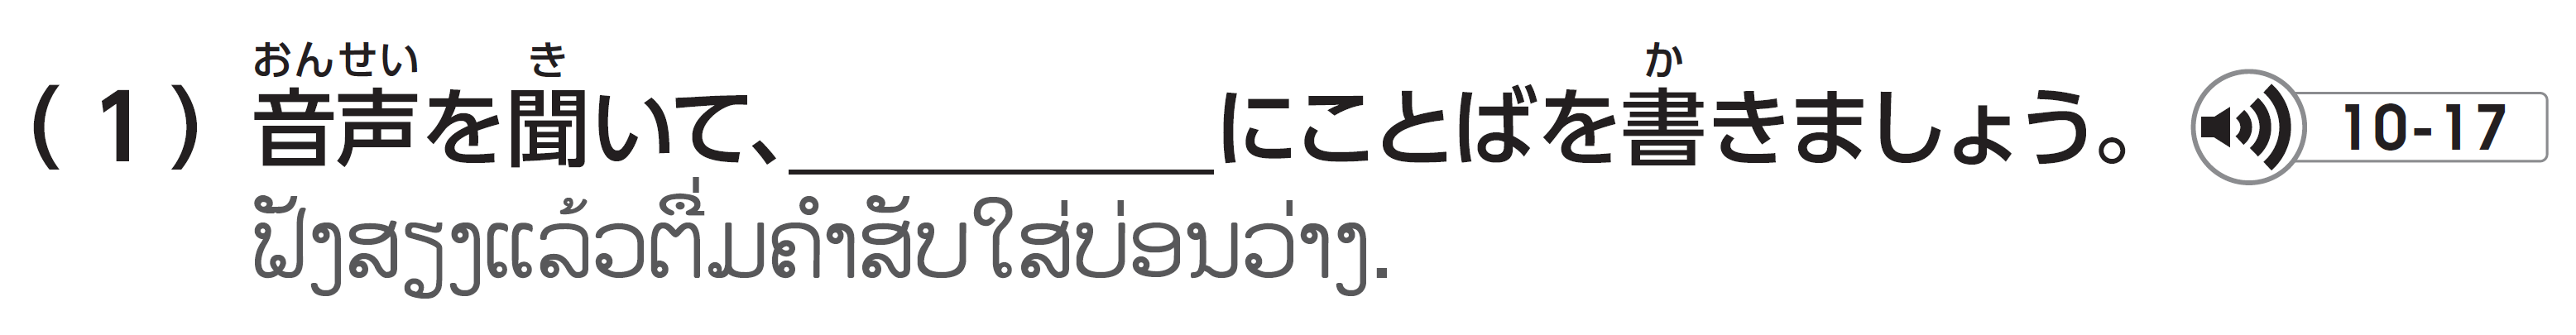 おんせい き か
（１）音声を聞いて、＿＿＿＿＿にことばを書きましょう。 10-17
ຟັງສຽງແລ້ວຕື່ມຄຳສັບໃສ່ບ່ອນວ່າງ.